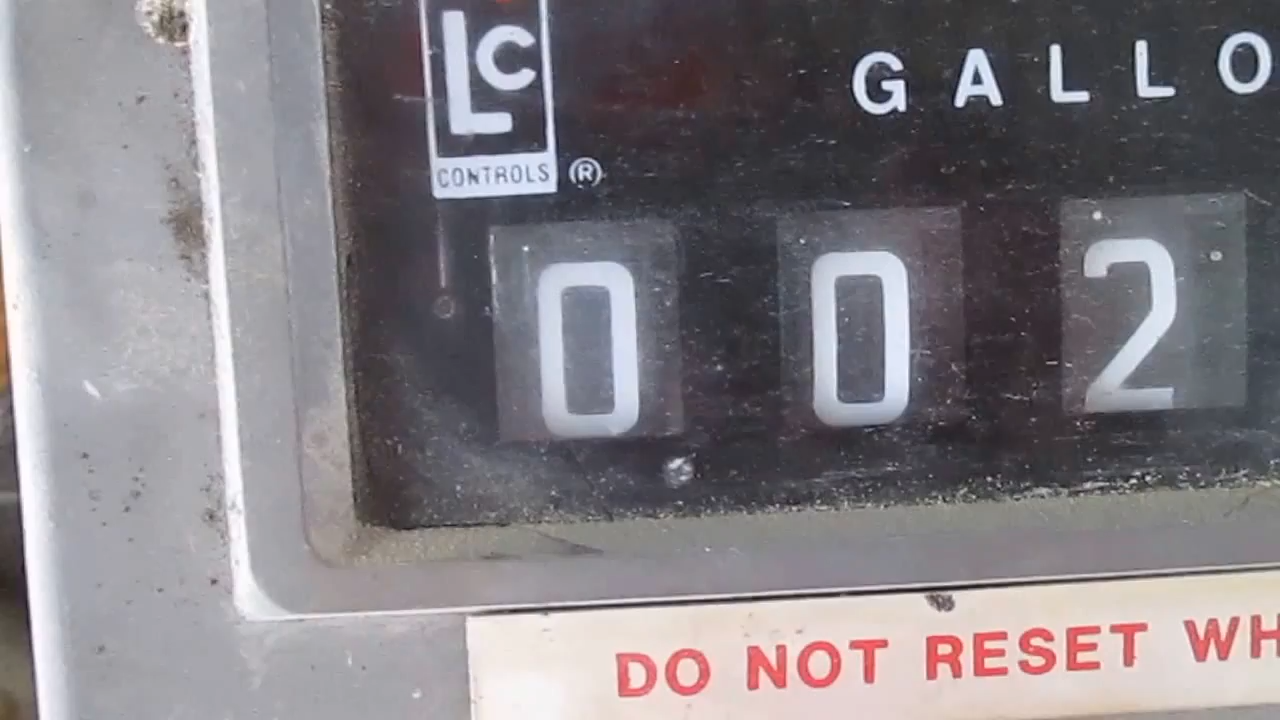 LC
CONTROLS ®
GALLO
0 0 2
DO NOT RESET WH